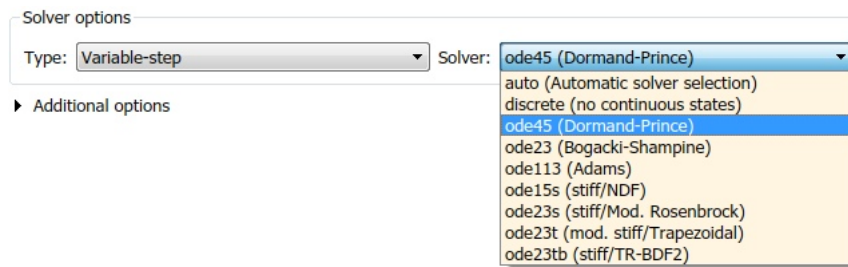 Solver options
Type: Variable-step Solver: ode45 (Dormand-Prince)
auto (Automatic solver selection)
discrete (no continuous states)
ode45 (Dormand-Prince)
ode23 (Bogacki-Shampine)
ode113 (Adams)
ode15s (stiff/NDF)
ode23s (stiff/Mod. Rosenbrock)
ode23t (mod. stiff/Trapezoidal)
ode23tb (stiff/TR-BDF2)
Additional options